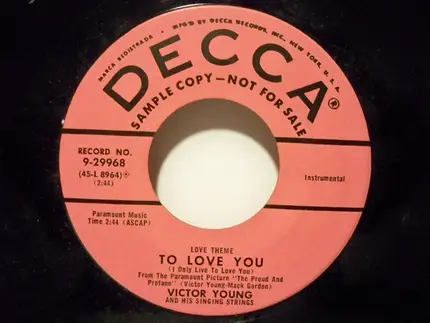 MARCA REGISTRADA • MFG'D BY DECCA RECORDS, INC., NEW YORK, U.S.A.
DECCA®
SAMPLE COPY — NOT FOR SALE
RECORD NO.
9-29968
(45-L 8964)
(2:44)
Instrumental
Paramount Music
Time 2:44 (ASCAP)
LOVE THEME
TO LOVE YOU
(I Only Live To Love You)
From The Paramount Picture "The Proud And
Profane" (Victor Young-Mack Gordon)
VICTOR YOUNG
AND HIS SINGING STRINGS